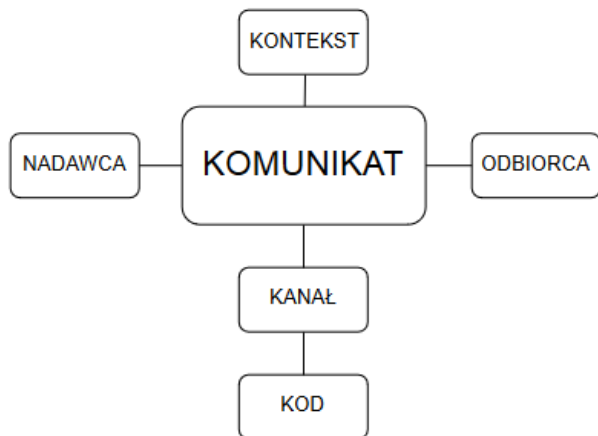 KONTEKST
NADAWCA
KOMUNIKAT
ODBIORCA
KANAŁ
KOD